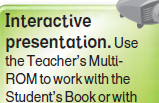 Interactive
presentation. Use
the Teacher's Multi-
ROM to work with the
Student's Book or with